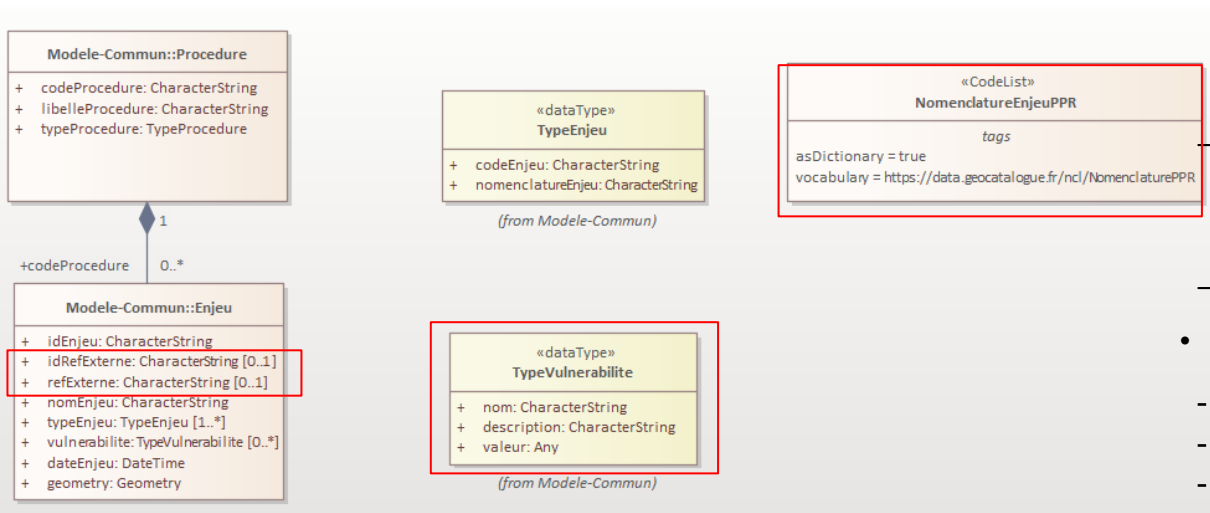 Modele-Commun::Procedure
+ codeProcedure: CharacterString
+ libelleProcedure: CharacterString
+ typeProcedure: TypeProcedure
1
+codeProcedure 0..*
Modele-Commun::Enjeu
+ idEnjeu: CharacterString
+ idRefExterne: CharacterString [0..1]
+ refExterne: CharacterString [0..1]
+ nomEnjeu: CharacterString
+ typeEnjeu: TypeEnjeu [1..*]
+ vulnerabilite: TypeVulnerabilite [0..*]
+ dateEnjeu: DateTime
+ geometry: Geometry
«dataType»
TypeEnjeu
+ codeEnjeu: CharacterString
+ nomenclatureEnjeu: CharacterString
(from Modele-Commun)
«dataType»
TypeVulnerabilite
+ nom: CharacterString
+ description: CharacterString
+ valeur: Any
(from Modele-Commun)
«CodeList»
NomenclatureEnjeuPPR
tags
asDictionary = true
vocabulary = https://data.geocatalogue.fr/ncl/NomenclaturePPR